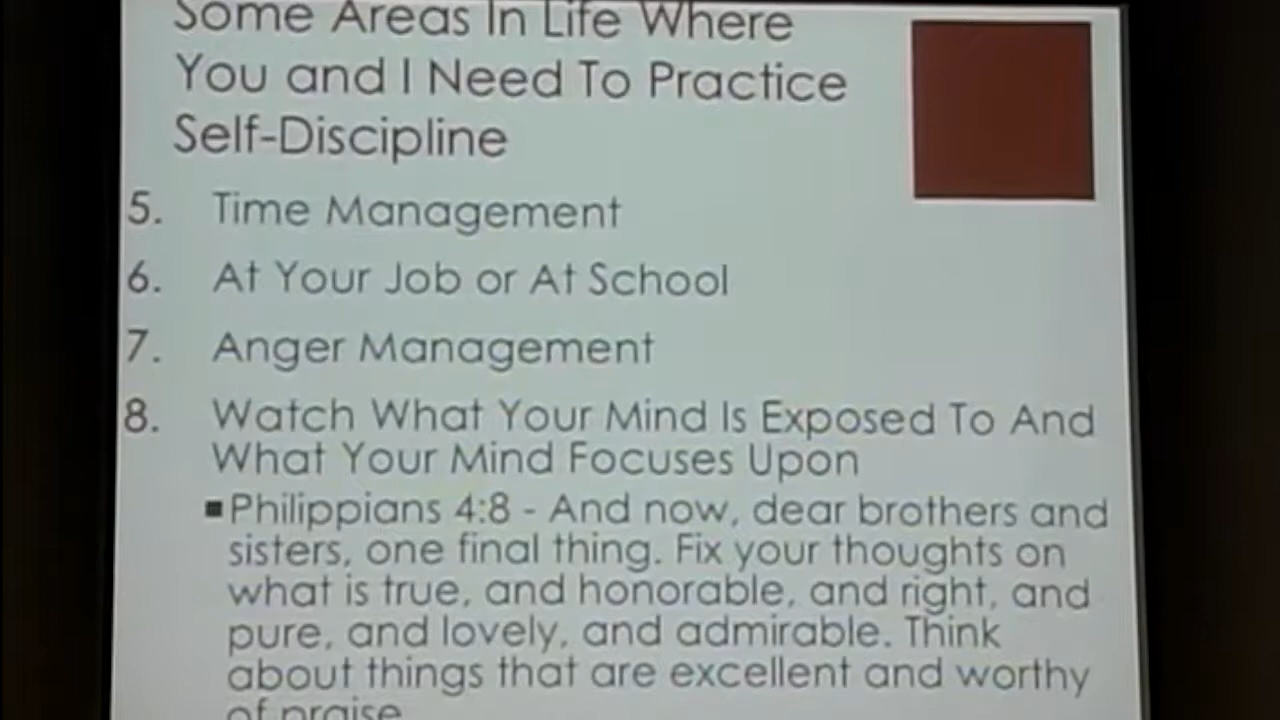 Some Areas In Life Where
You and I Need To Practice
Self-Discipline
5. Time Management
6. At Your Job or At School
7. Anger Management
8. Watch What Your Mind Is Exposed To And
What Your Mind Focuses Upon
▪Philippians 4:8 - And now, dear brothers and
sisters, one final thing. Fix your thoughts on
what is true, and honorable, and right, and
pure, and lovely, and admirable. Think
about things that are excellent and worthy
of praise